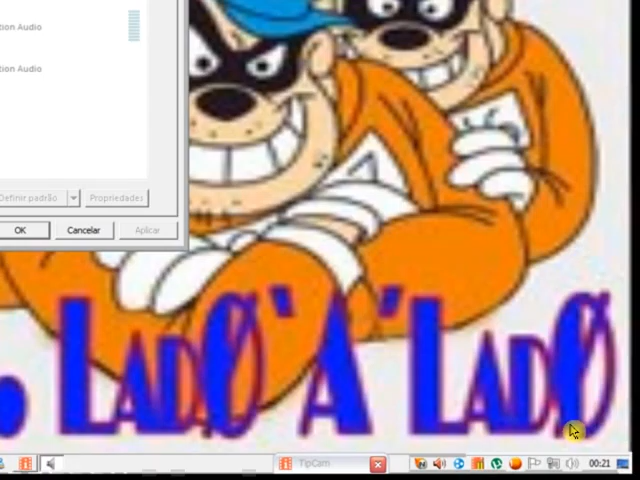 tion Audio
tion Audio
Definir padrão
Propriedades
OK
Cancelar
Aplicar
LADØ`A´LADØ
TipCam
00:21